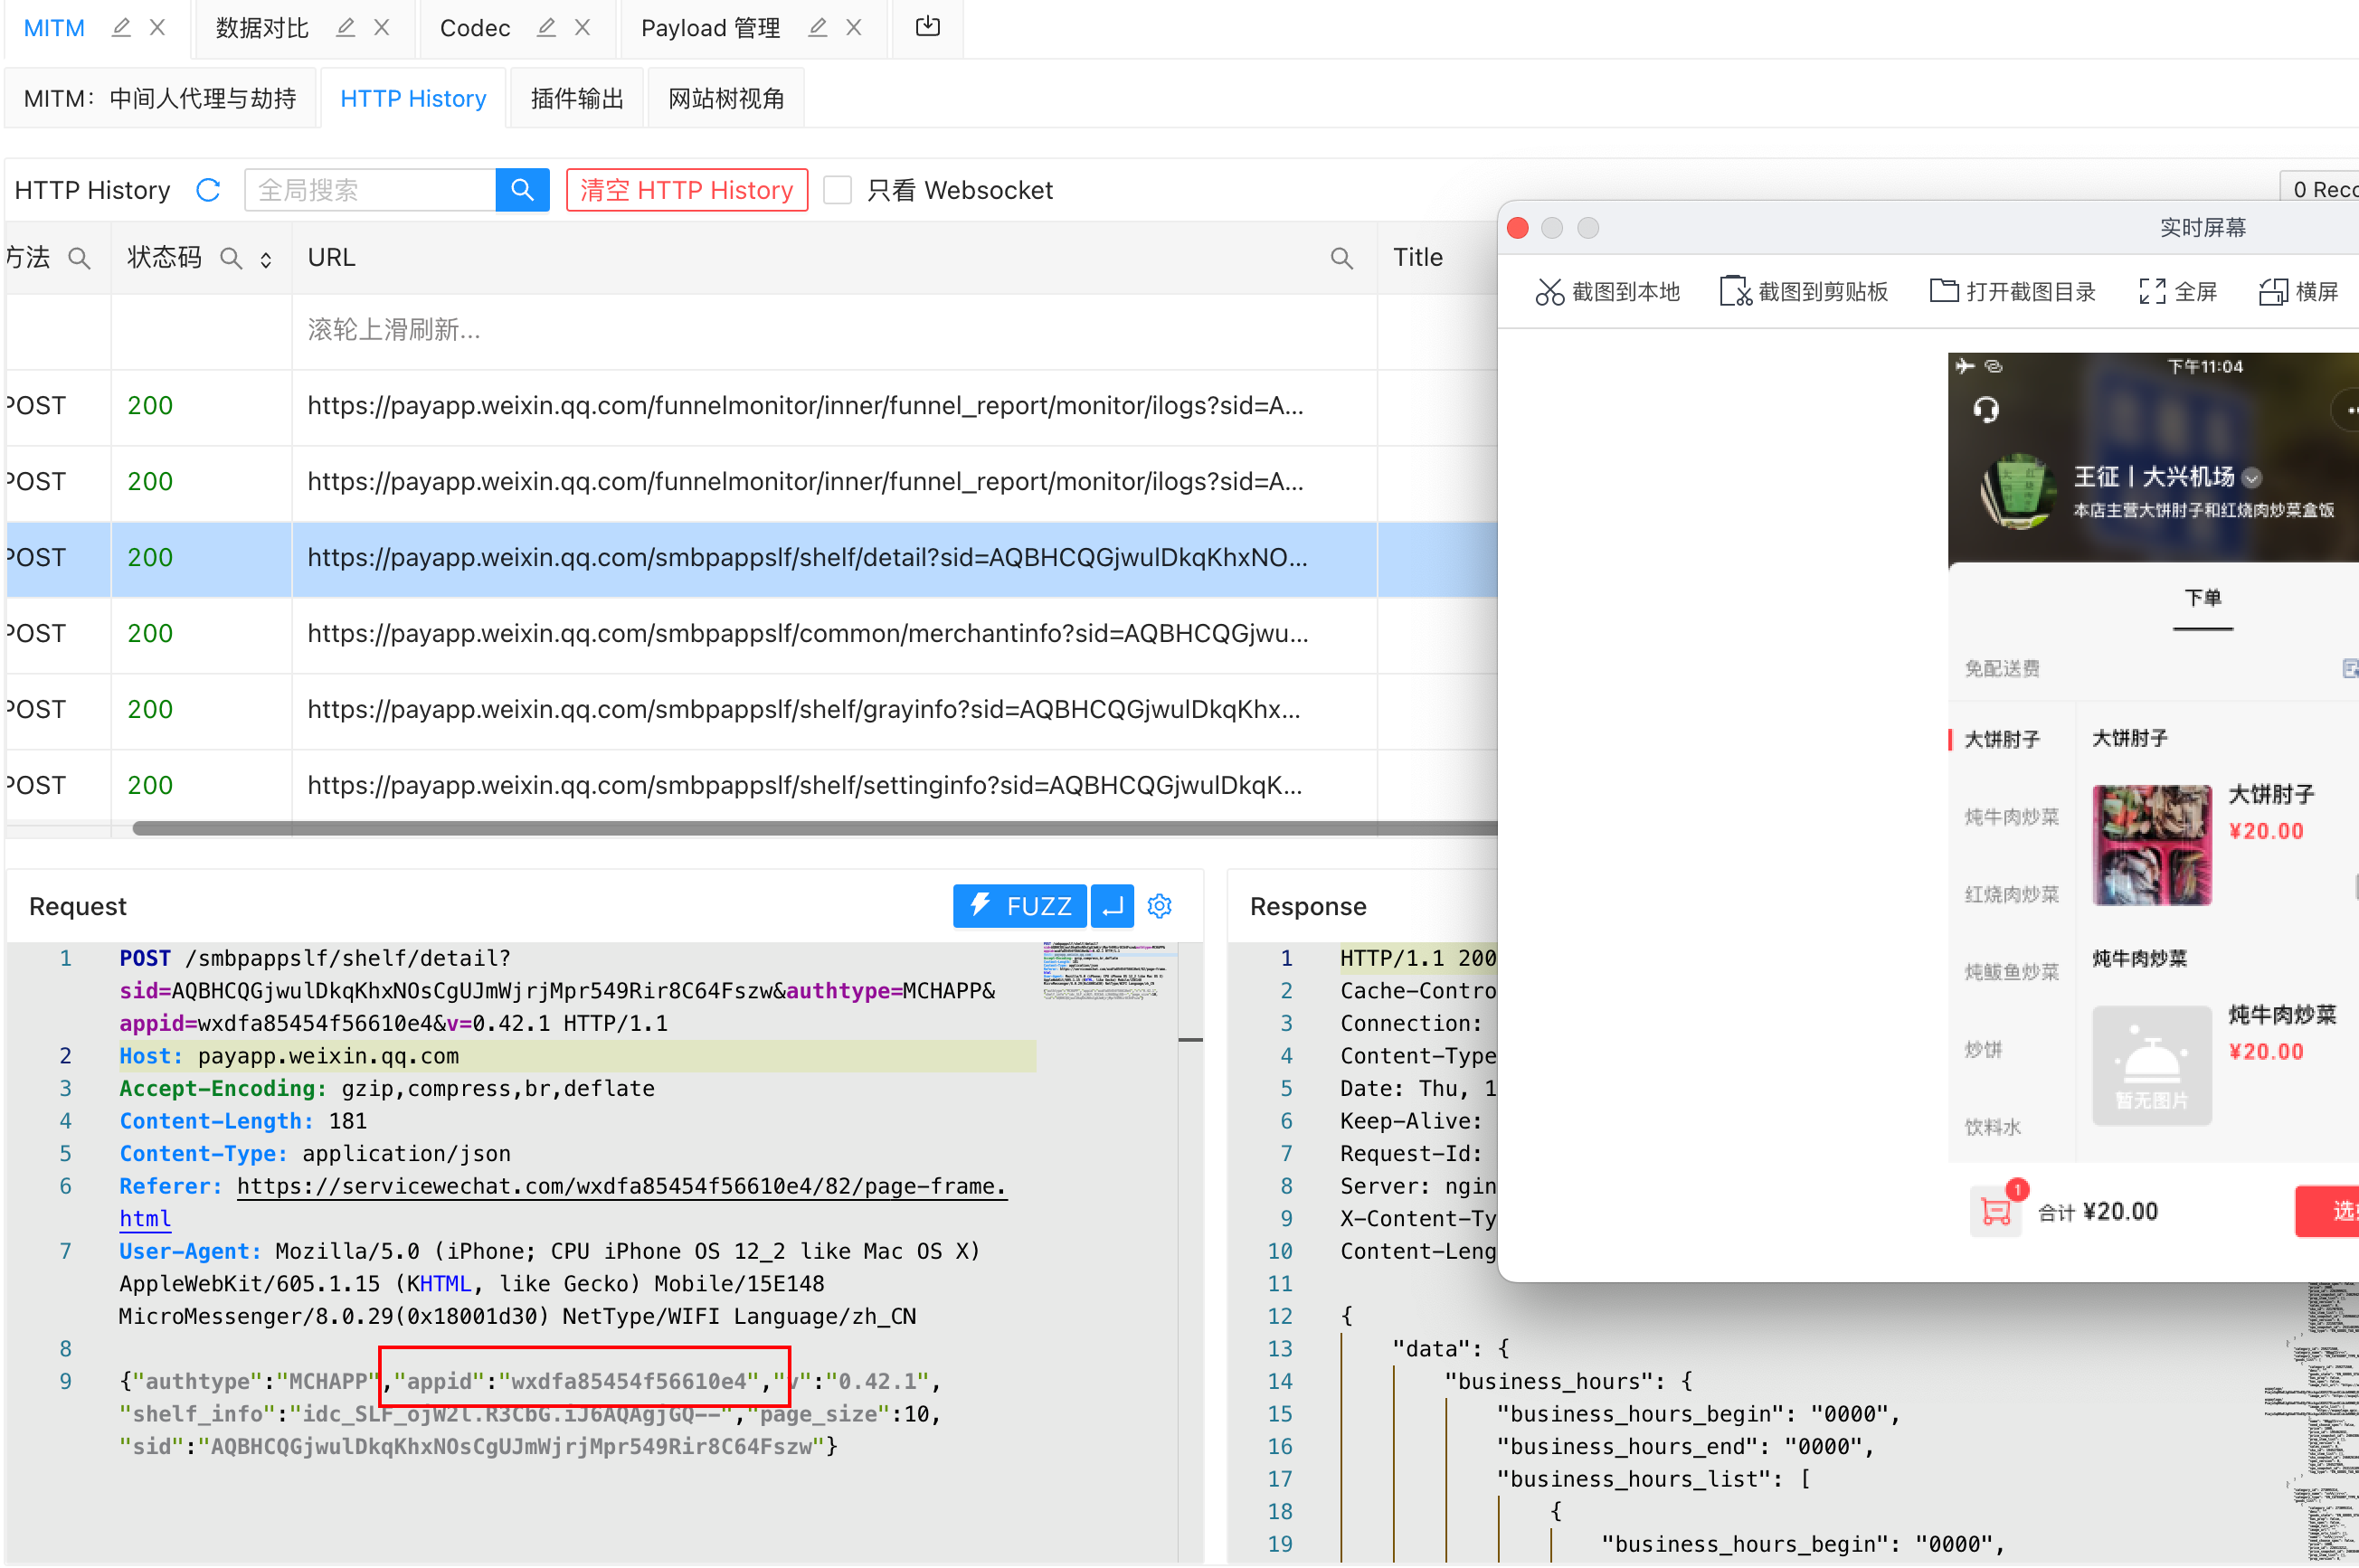 MITM
数据对比
Codec
Payload 管理
MITM：中间人代理与劫持
HTTP History
插件输出
网站树视角
HTTP History
全局搜索
清空 HTTP History
只看 Websocket
方法
状态码
URL
Title
滚轮上滑刷新...
POST 200 https://payapp.weixin.qq.com/funnelmonitor/inner/funnel_report/monitor/ilogs?sid=A...
POST 200 https://payapp.weixin.qq.com/funnelmonitor/inner/funnel_report/monitor/ilogs?sid=A...
POST 200 https://payapp.weixin.qq.com/smbpappslf/shelf/detail?sid=AQBHCQGjwulDkqKhxNO...
POST 200 https://payapp.weixin.qq.com/smbpappslf/common/merchantinfo?sid=AQBHCQGjwu...
POST 200 https://payapp.weixin.qq.com/smbpappslf/shelf/grayinfo?sid=AQBHCQGjwulDkqKhx...
POST 200 https://payapp.weixin.qq.com/smbpappslf/shelf/settinginfo?sid=AQBHCQGjwulDkqK...
Request
FUZZ
1 POST /smbpappslf/shelf/detail?
sid=AQBHCQGjwulDkqKhxNOsCgUJmWjrjMpr549Rir8C64Fszw&authtype=MCHAPP&
appid=wxdfa85454f56610e4&v=0.42.1 HTTP/1.1
2 Host: payapp.weixin.qq.com
3 Accept-Encoding: gzip,compress,br,deflate
4 Content-Length: 181
5 Content-Type: application/json
6 Referer: https://servicewechat.com/wxdfa85454f56610e4/82/page-frame.
html
7 User-Agent: Mozilla/5.0 (iPhone; CPU iPhone OS 12_2 like Mac OS X)
AppleWebKit/605.1.15 (KHTML, like Gecko) Mobile/15E148
MicroMessenger/8.0.29(0x18001d30) NetType/WIFI Language/zh_CN
8
9 {"authtype":"MCHAPP","appid":"wxdfa85454f56610e4","v":"0.42.1",
"shelf_info":"idc_SLF_ojW2l.R3CbG.iJ6AQAgjGQ--","page_size":10,
"sid":"AQBHCQGjwulDkqKhxNOsCgUJmWjrjMpr549Rir8C64Fszw"}
Response
1 HTTP/1.1 200
2 Cache-Contro
3 Connection:
4 Content-Type
5 Date: Thu, 1
6 Keep-Alive:
7 Request-Id:
8 Server: ngin
9 X-Content-Ty
10 Content-Leng
11
12 {
13 "data": {
14 "business_hours": {
15 "business_hours_begin": "0000",
16 "business_hours_end": "0000",
17 "business_hours_list": [
18 {
19 "business_hours_begin": "0000",
0 Reco
实时屏幕
截图到本地
截图到剪贴板
打开截图目录
全屏
横屏
下午11:04
王征丨大兴机场
本店主营大饼肘子和红烧肉炒菜盒饭
下单
免配送费
大饼肘子
炖牛肉炒菜
红烧肉炒菜
炖鲅鱼炒菜
炒饼
饮料水
大饼肘子
大饼肘子
¥20.00
炖牛肉炒菜
炖牛肉炒菜
¥20.00
暂无图片
1
合计 ¥20.00
选